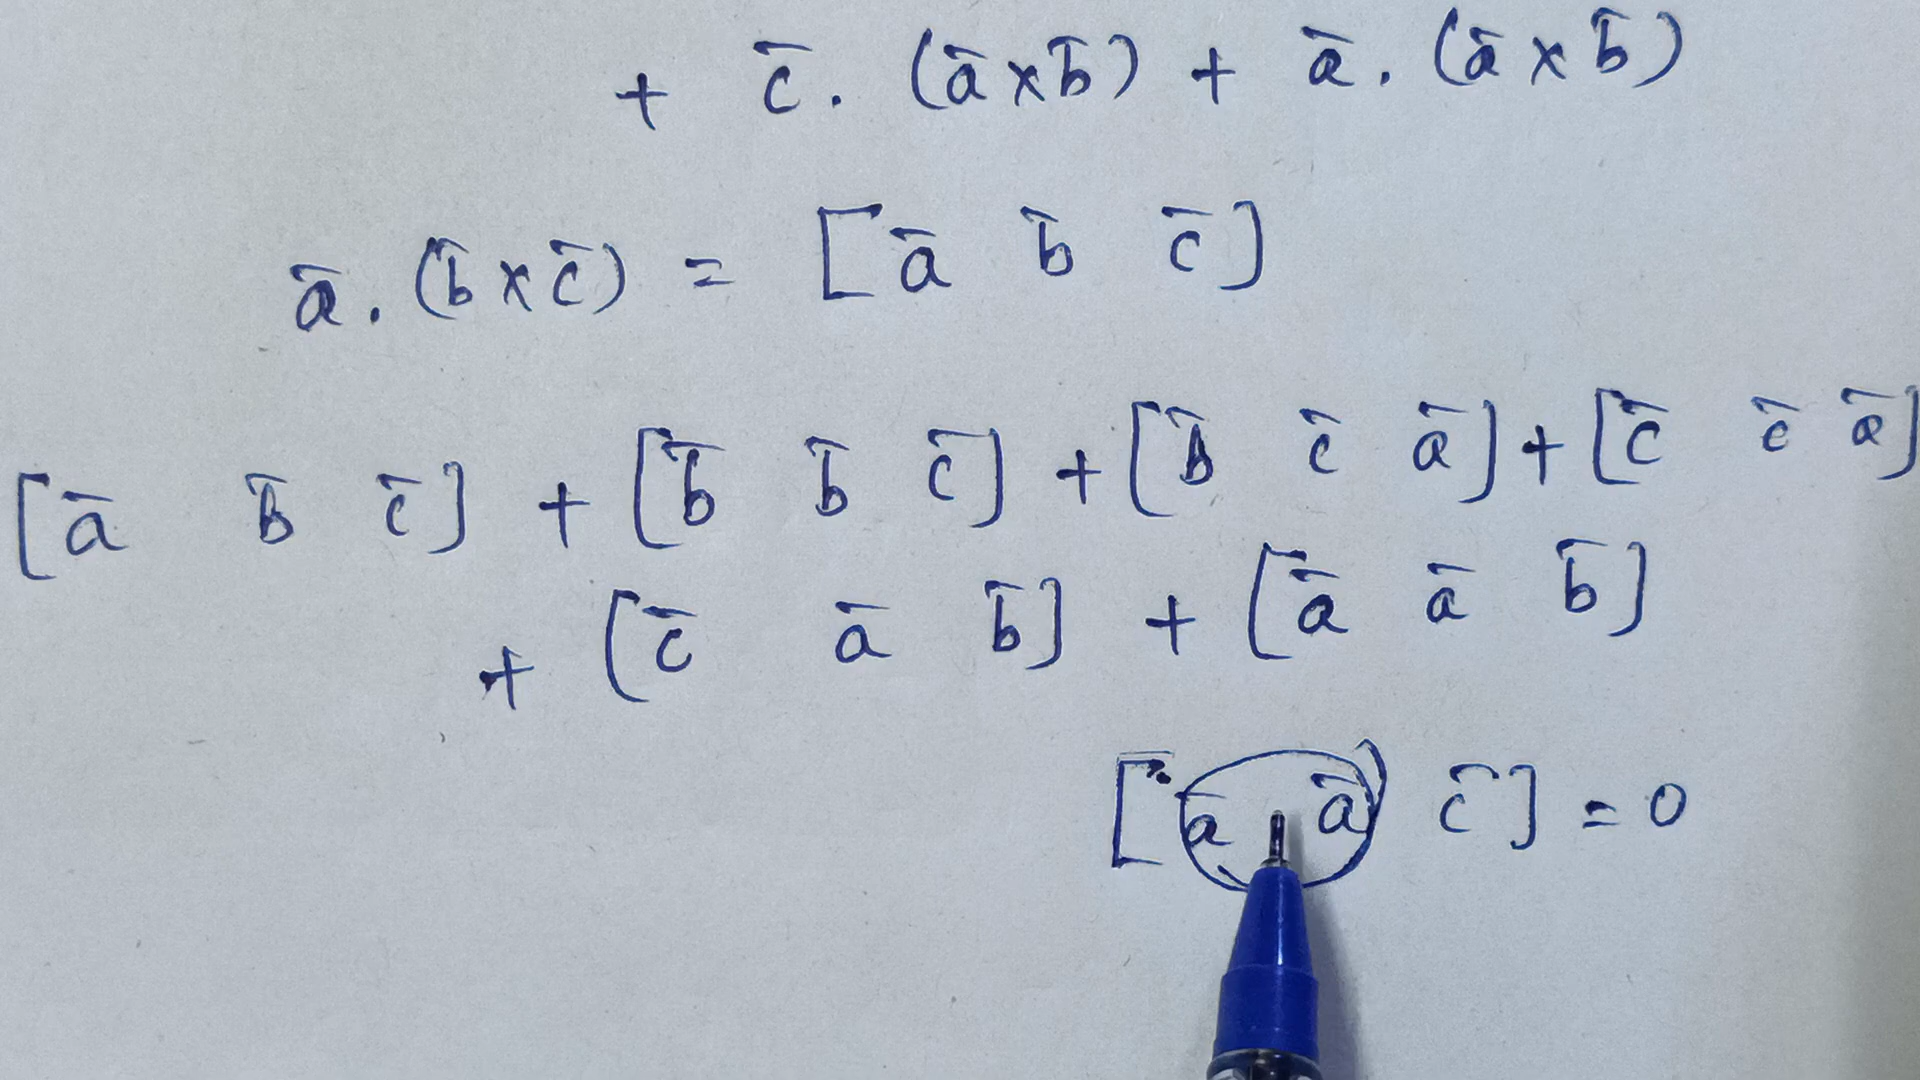 + c̄ . (ā × b̄) + ā . (ā × b̄)
ā . (b̄ × c̄) = [ā b̄ c̄]
[ā b̄ c̄] + [b̄ b̄ c̄] + [b̄ c̄ ā] + [c̄ c̄ ā]
+ [c̄ ā b̄] + [ā ā b̄]
[ā ā c̄] = 0